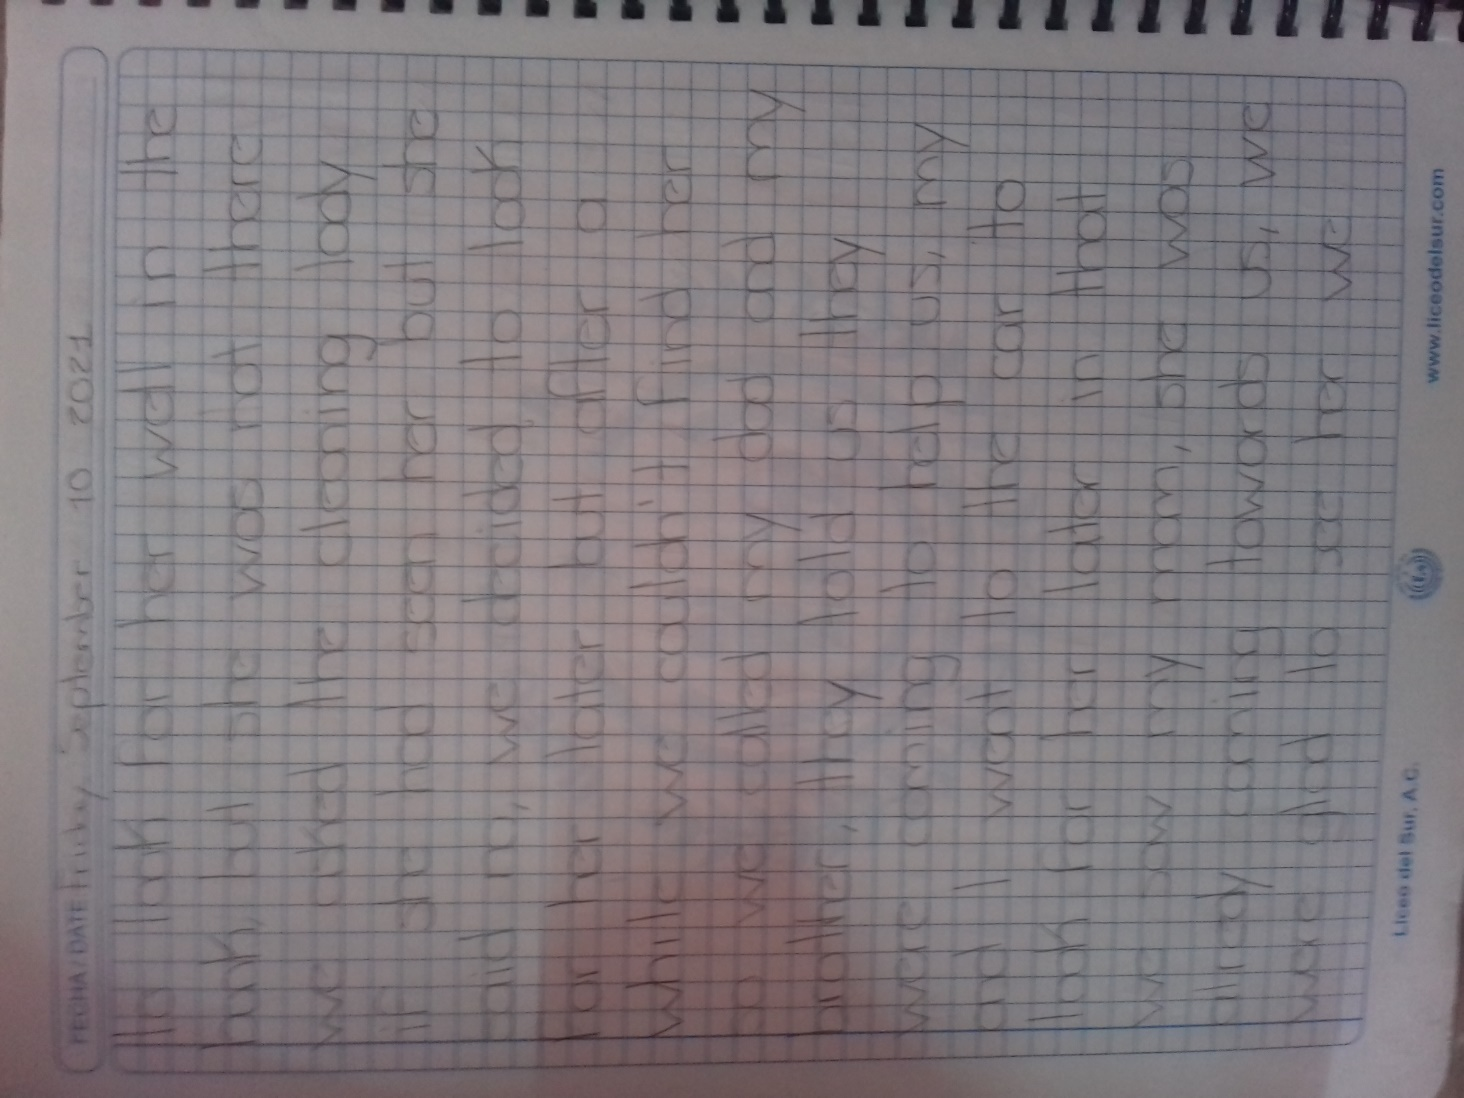 FECHA / DATE Friday, September 10 2021
to look for her well in the
bank, but she was not there
we asked the cleaning lady
if she had seen her but she
said no, we decided, to look
for her later but after a
while we couldn't find her
so we called my dad and my
brother, they told us they
were coming to help us, my
and I weat to the car to
look for her later in that
we saw my mom, she was
allredy coming towards us, we
were glad to see her we
Liceo del Sur, A.C.
www.liceodelsur.com